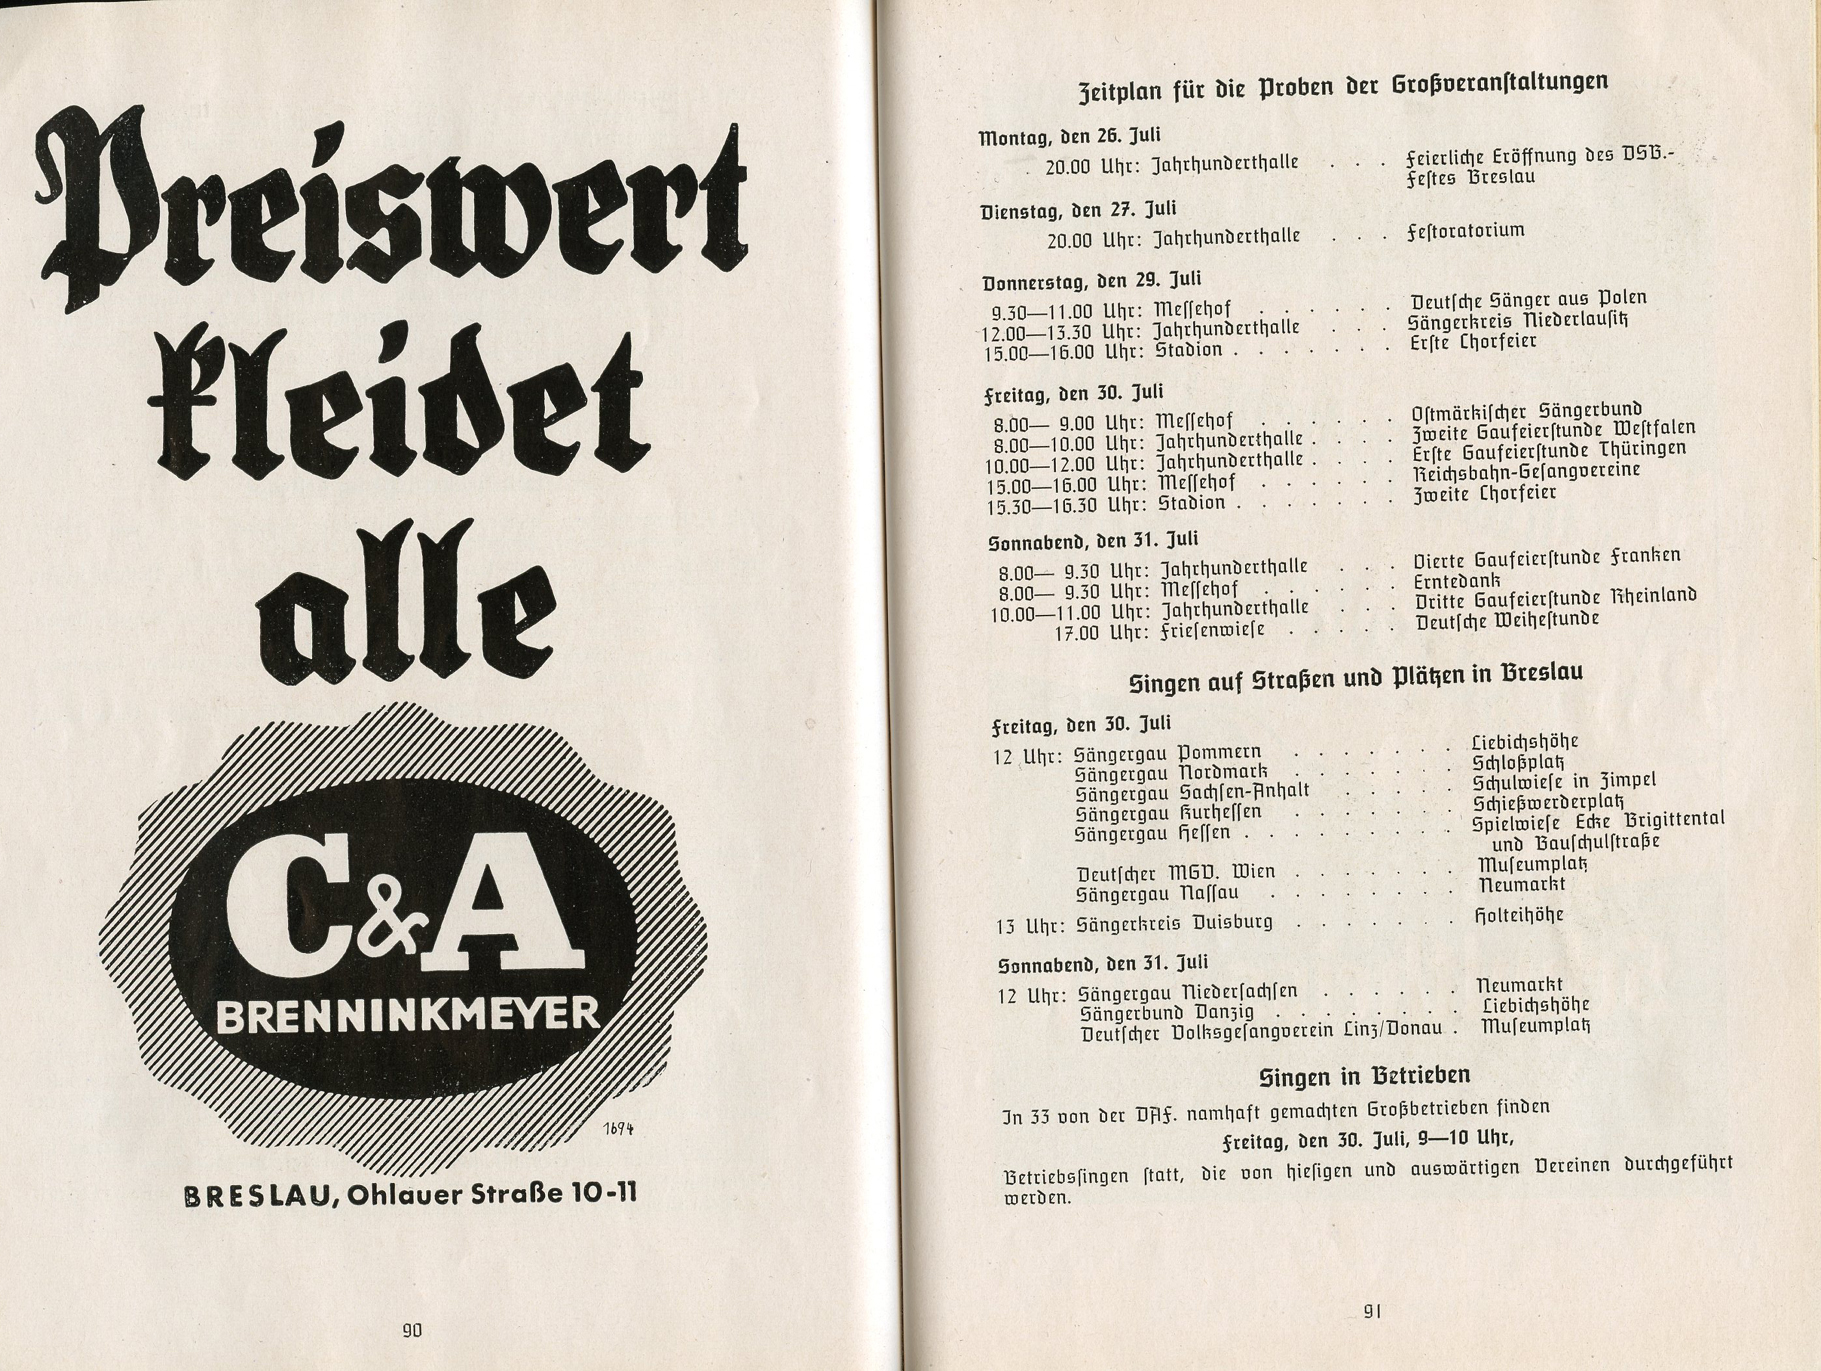 Preiswert
kleidet
alle
C&A
BRENNINKMEYER
1694
BRESLAU, Ohlauer Straße 10-11
90
Zeitplan für die Proben der Großveranſtaltungen
Montag, den 26. Juli
20.00 Uhr: Jahrhunderthalle . . . Feierliche Eröffnung des DSB.-
Feſtes Breslau
Dienstag, den 27. Juli
20.00 Uhr: Jahrhunderthalle . . . Feſtoratorium
Donnerstag, den 29. Juli
9.30—11.00 Uhr: Meſſehof . . . . . . Deutſche Sänger aus Polen
12.00—13.30 Uhr: Jahrhunderthalle . . . Sängerkreis Niederlauſitz
15.00—16.00 Uhr: Stadion . . . . . . . Erſte Chorfeier
Freitag, den 30. Juli
8.00— 9.00 Uhr: Meſſehof . . . . . . Oſtmärkiſcher Sängerbund
8.00—10.00 Uhr: Jahrhunderthalle . . . . Zweite Gaufeierſtunde Weſtfalen
10.00—12.00 Uhr: Jahrhunderthalle . . . . Erſte Gaufeierſtunde Thüringen
15.00—16.00 Uhr: Meſſehof . . . . . . Reichsbahn-Geſangvereine
15.30—16.30 Uhr: Stadion . . . . . . . Zweite Chorfeier
Sonnabend, den 31. Juli
8.00— 9.30 Uhr: Jahrhunderthalle . . . Vierte Gaufeierſtunde Franken
8.00— 9.30 Uhr: Meſſehof . . . . . . Erntedank
10.00—11.00 Uhr: Jahrhunderthalle . . . Dritte Gaufeierſtunde Rheinland
17.00 Uhr: Frieſenwieſe . . . . . Deutſche Weiheſtunde
Singen auf Straßen und Plätzen in Breslau
Freitag, den 30. Juli
12 Uhr: Sängergau Pommern . . . . . . . Liebichshöhe
Sängergau Nordmark . . . . . . . Schloßplatz
Sängergau Sachſen-Anhalt . . . . . Schulwieſe in Zimpel
Sängergau Kurheſſen . . . . . . . Schießwerderplatz
Sängergau Heſſen . . . . . . . . . Spielwieſe Ecke Brigittental
und Bauſchulſtraße
Deutſcher MGV. Wien . . . . . . . Muſeumplatz
Sängergau Naſſau . . . . . . . . Neumarkt
13 Uhr: Sängerkreis Duisburg . . . . . . . Holteihöhe
Sonnabend, den 31. Juli
12 Uhr: Sängergau Niederſachſen . . . . . . Neumarkt
Sängerbund Danzig . . . . . . . . Liebichshöhe
Deutſcher Volksgeſangverein Linz/Donau . Muſeumplatz
Singen in Betrieben
In 33 von der DAF. namhaft gemachten Großbetrieben finden
Freitag, den 30. Juli, 9—10 Uhr,
Betriebsſingen ſtatt, die von hieſigen und auswärtigen Vereinen durchgeführt
werden.
91